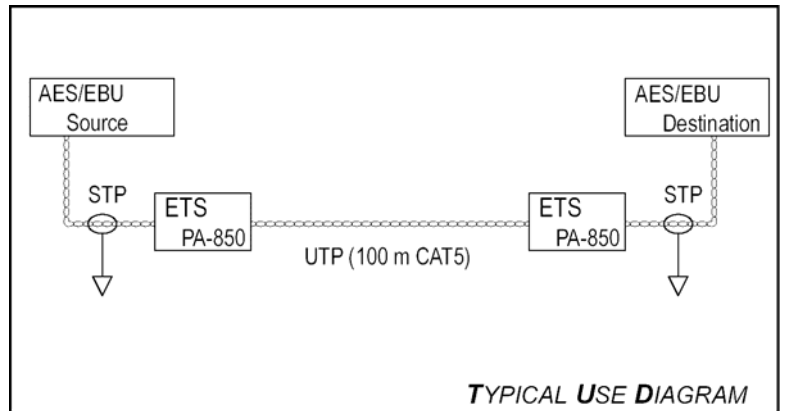 AES/EBU
Source
AES/EBU
Destination
STP
STP
ETS
PA-850
ETS
PA-850
UTP (100 m CAT5)
TYPICAL USE DIAGRAM